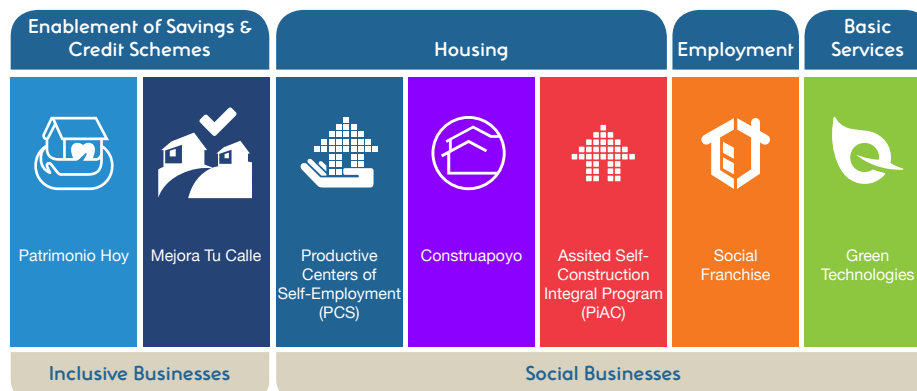 Enablement of Savings &
Credit Schemes
Housing
Employment
Basic
Services
Patrimonio Hoy
Mejora Tu Calle
Productive
Centers of
Self-Employment
(PCS)
Construapoyo
Assited Self-
Construction
Integral Program
(PiAC)
Social
Franchise
Green
Technologies
Inclusive Businesses
Social Businesses